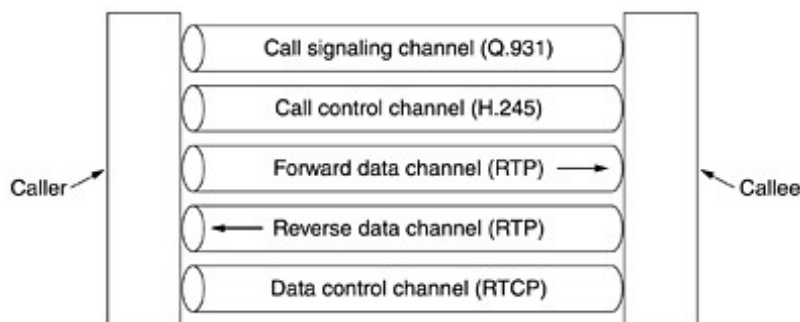 Call signaling channel (Q.931)
Call control channel (H.245)
Forward data channel (RTP)
Caller
Callee
Reverse data channel (RTP)
Data control channel (RTCP)